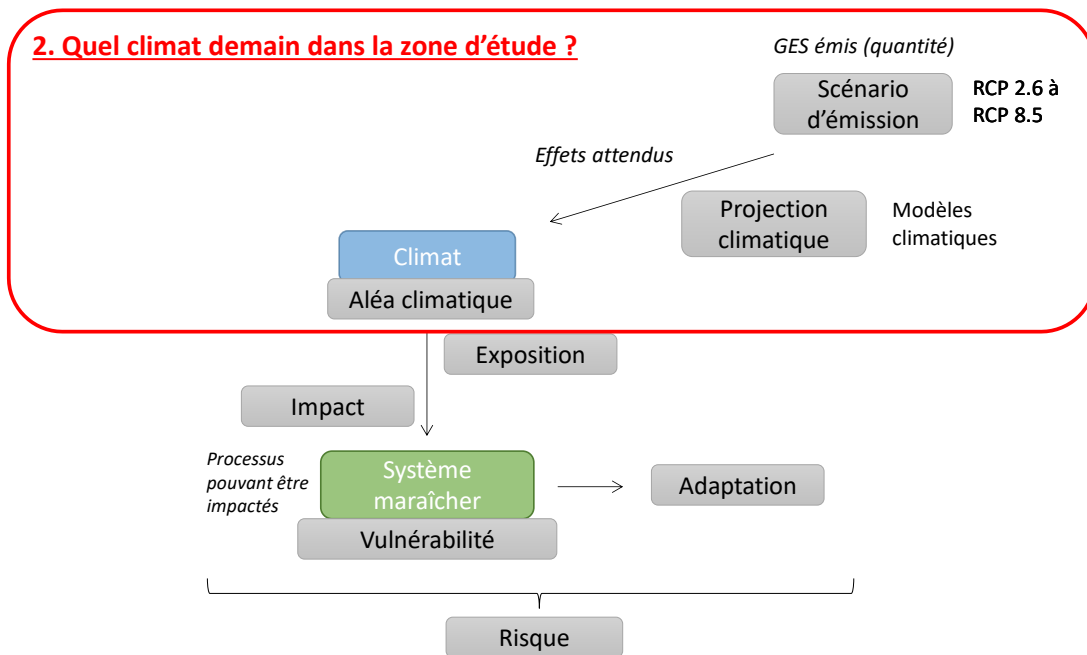 2. Quel climat demain dans la zone d’étude ?
GES émis (quantité)
Scénario
d’émission
RCP 2.6 à
RCP 8.5
Effets attendus
Projection
climatique
Modèles
climatiques
Climat
Aléa climatique
Exposition
Impact
Processus
pouvant être
impactés
Système
maraîcher
Adaptation
Vulnérabilité
Risque